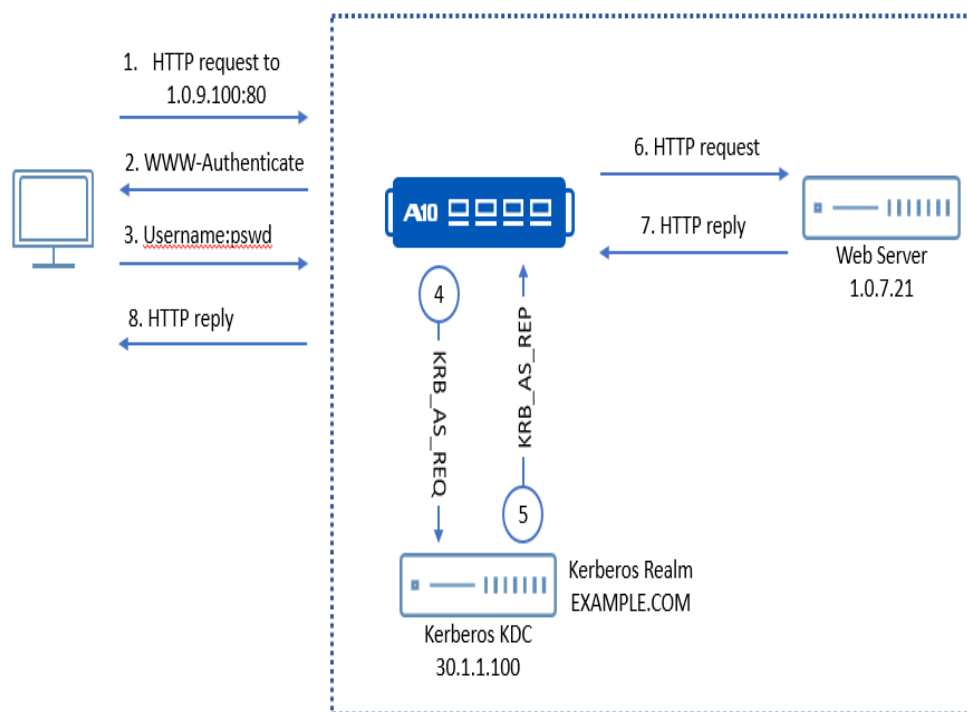 1. HTTP request to
1.0.9.100:80
2. WWW-Authenticate
3. Username:pswd
8. HTTP reply
A10
6. HTTP request
7. HTTP reply
Web Server
1.0.7.21
4
KRB_AS_REQ
KRB_AS_REP
5
Kerberos Realm
EXAMPLE.COM
Kerberos KDC
30.1.1.100